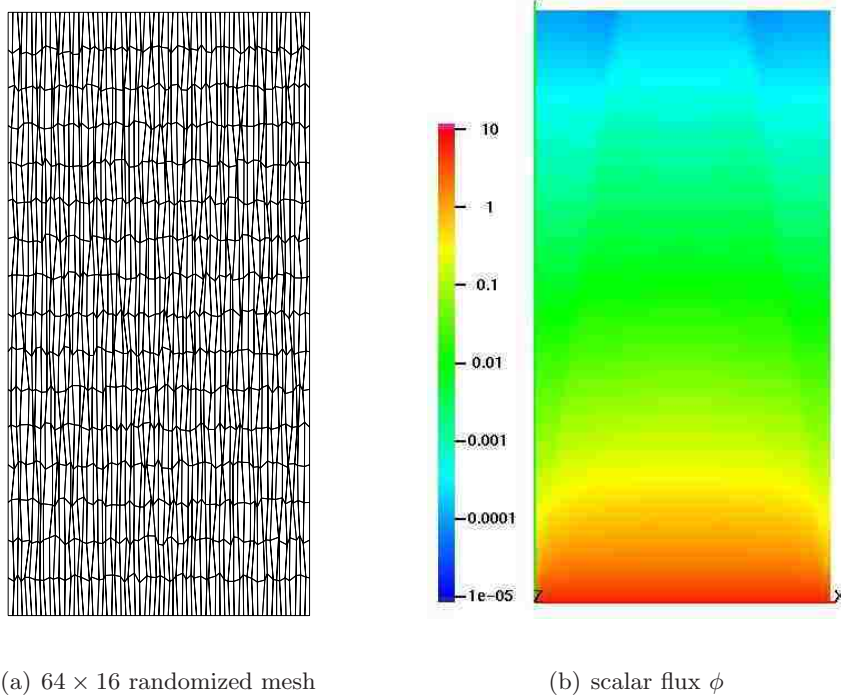 10
1
0.1
0.01
0.001
0.0001
1e-05
Z
X
(a) 64 × 16 randomized mesh
(b) scalar flux ϕ